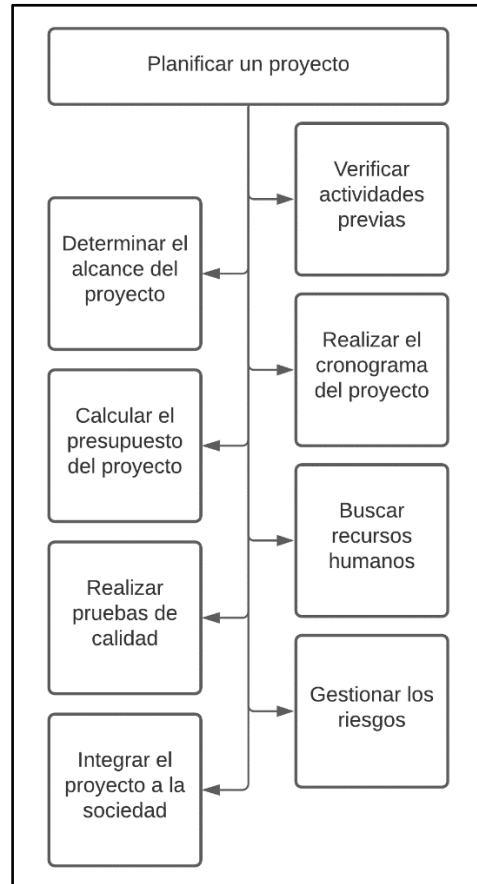 Planificar un proyecto
Verificar
actividades
previas
Determinar el
alcance del
proyecto
Realizar el
cronograma
del proyecto
Calcular el
presupuesto
del proyecto
Buscar
recursos
humanos
Realizar
pruebas de
calidad
Gestionar los
riesgos
Integrar el
proyecto a la
sociedad